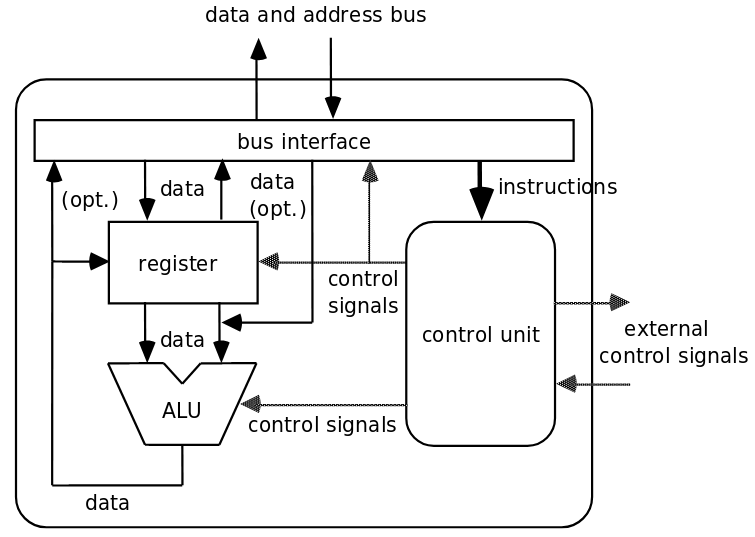 data and address bus
bus interface
(opt.)
data
data
(opt.)
instructions
register
control
signals
control unit
external
control signals
data
ALU
control signals
data